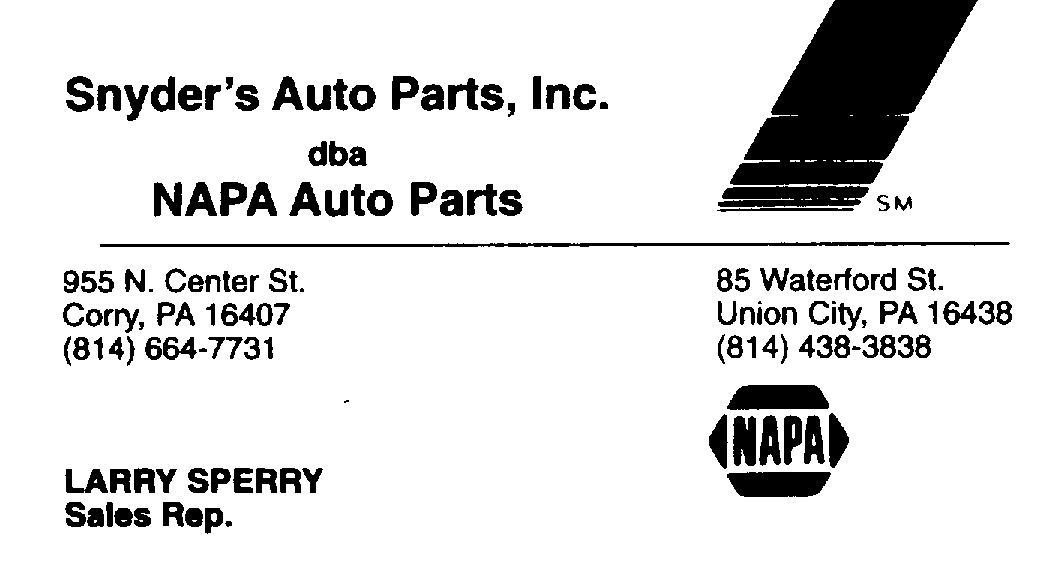 Snyder's Auto Parts, Inc.
dba
NAPA Auto Parts
SM
955 N. Center St.
Corry, PA 16407
(814) 664-7731
85 Waterford St.
Union City, PA 16438
(814) 438-3838
NAPA
LARRY SPERRY
Sales Rep.